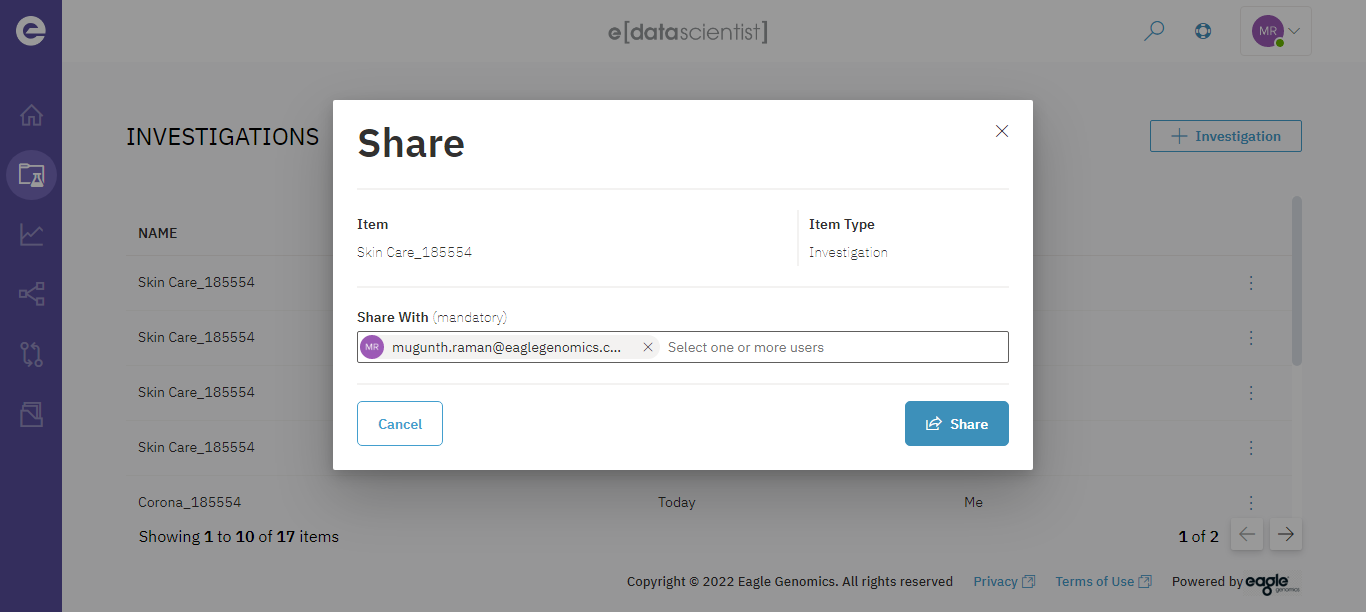 e[datascientist]
MR
INVESTIGATIONS
Investigation
Share
Item
Item Type
Skin Care_185554
Investigation
Share With (mandatory)
MR mugunth.raman@eaglegenomics.c... Select one or more users
Cancel
Share
NAME
Skin Care_185554
Skin Care_185554
Skin Care_185554
Skin Care_185554
Corona_185554 Today Me
Showing 1 to 10 of 17 items
1 of 2
Copyright © 2022 Eagle Genomics. All rights reserved Privacy Terms of Use Powered by eagle genomics